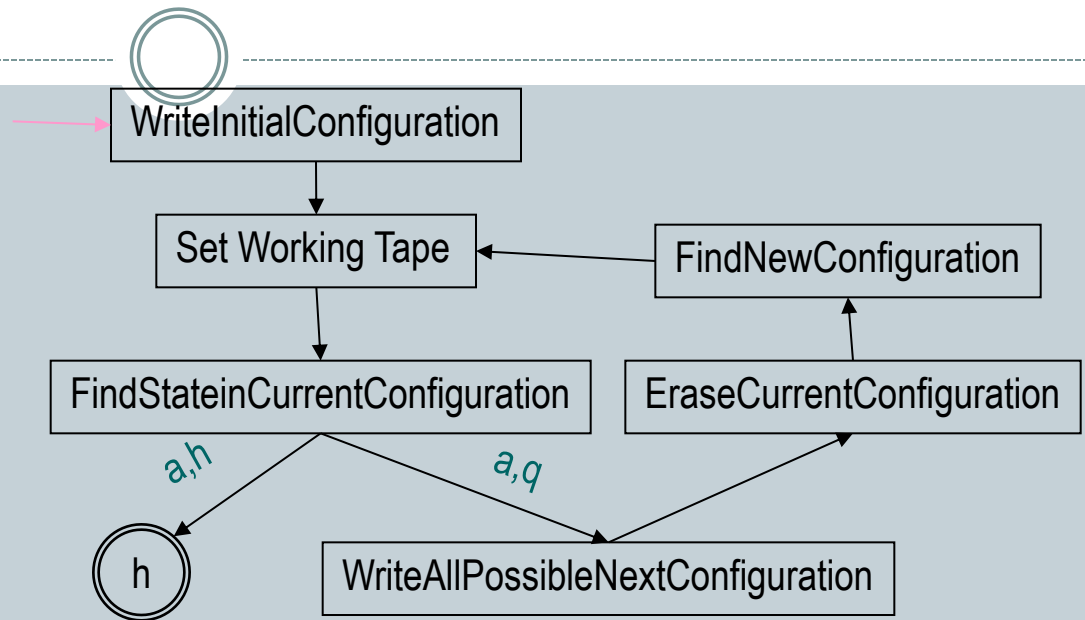 WriteInitialConfiguration
Set Working Tape
FindNewConfiguration
FindStateinCurrentConfiguration
EraseCurrentConfiguration
a,h
a,q
h
WriteAllPossibleNextConfiguration